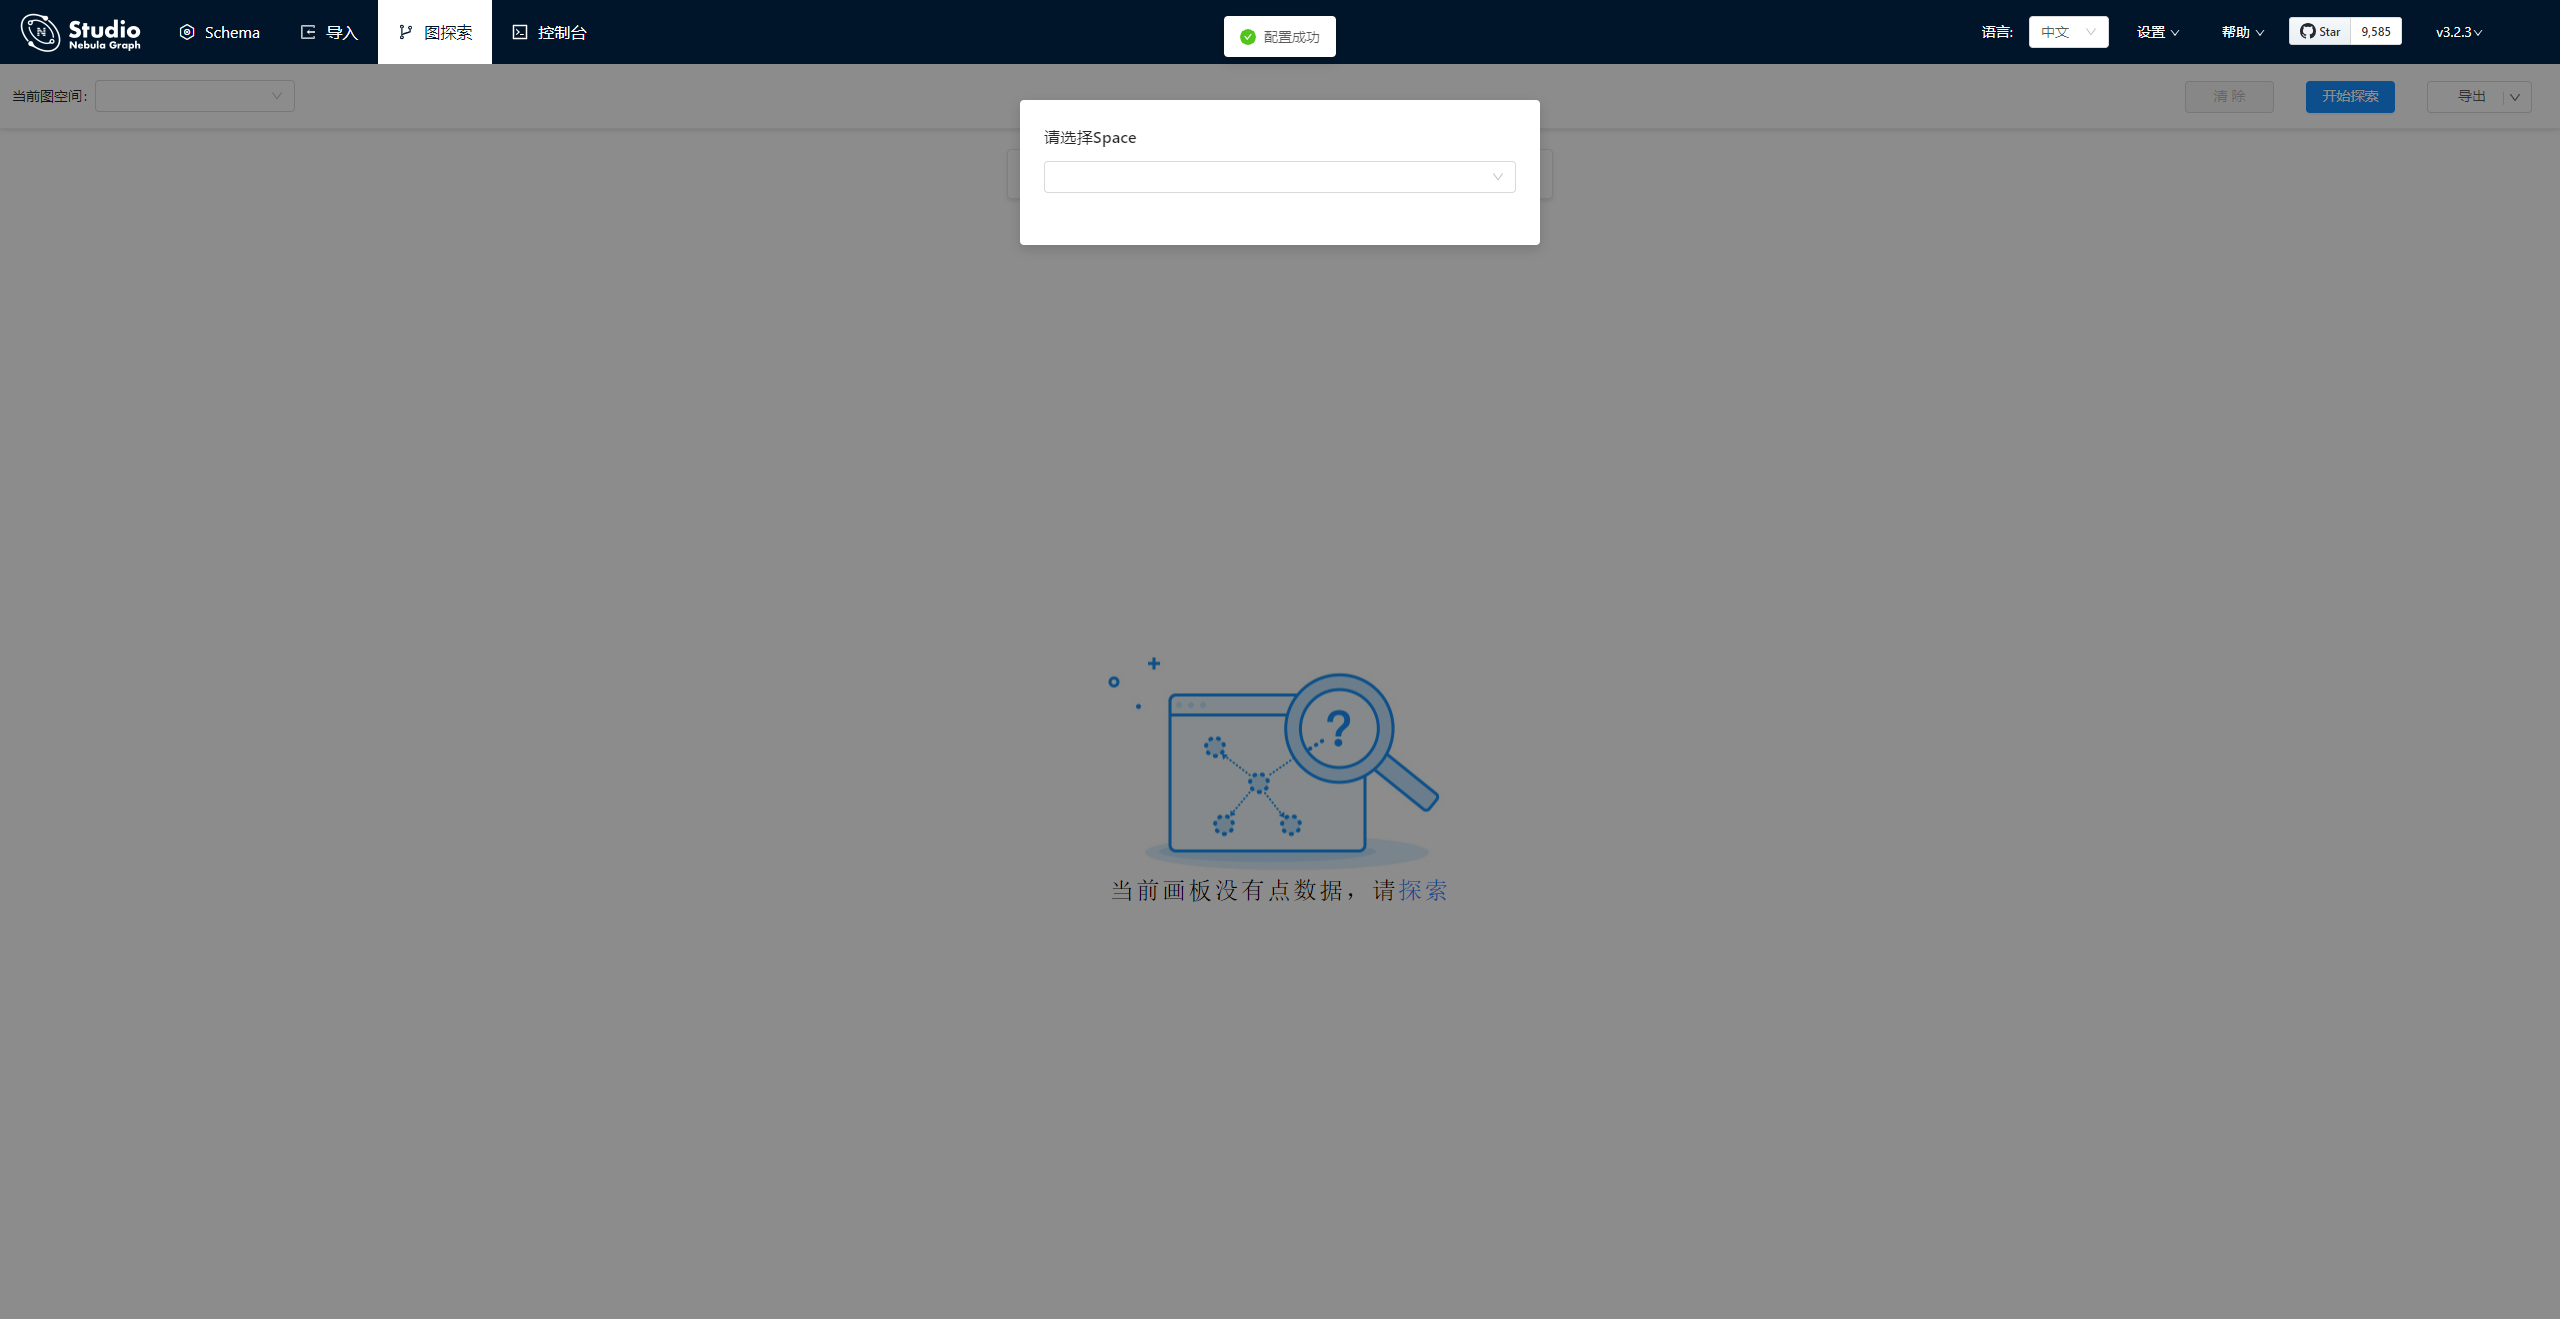 Studio
Nebula Graph
Schema
导入
图探索
控制台
配置成功
语言:
中文
设置
帮助
Star
9,585
v3.2.3
当前图空间:
清 除
开始探索
导出
请选择Space
?
当前画板没有点数据，请探索